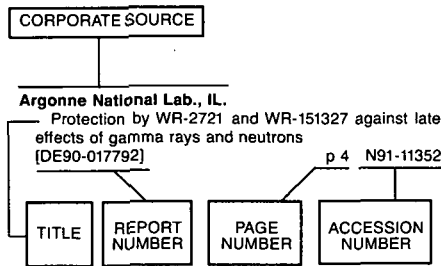 CORPORATE SOURCE
Argonne National Lab., IL.
Protection by WR-2721 and WR-151327 against late
effects of gamma rays and neutrons
[DE90-017792] p 4 N91-11352
TITLE REPORT NUMBER PAGE NUMBER ACCESSION NUMBER